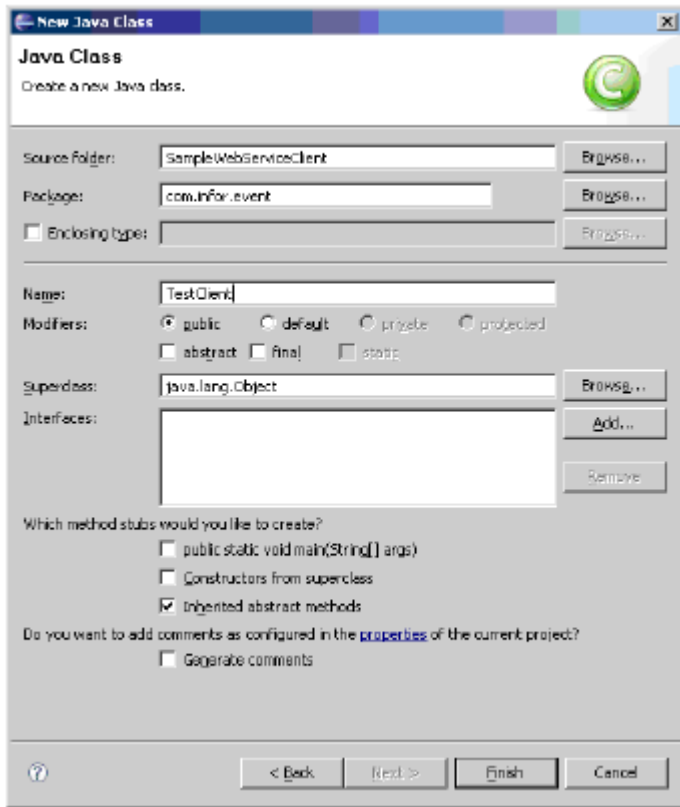 New Java Class
Java Class
Create a new Java class.
C
Source folder: SampleWebServiceClient Browse...
Package: com.infor.event Browse...
Enclosing type: Browse...
Name: TestClient
Modifiers: public default private protected
abstract final static
Superclass: java.lang.Object Browse...
Interfaces: Add...
Remove
Which method stubs would you like to create?
public static void main(String[] args)
Constructors from superclass
Inherited abstract methods
Do you want to add comments as configured in the properties of the current project?
Generate comments
? < Back Next > Finish Cancel